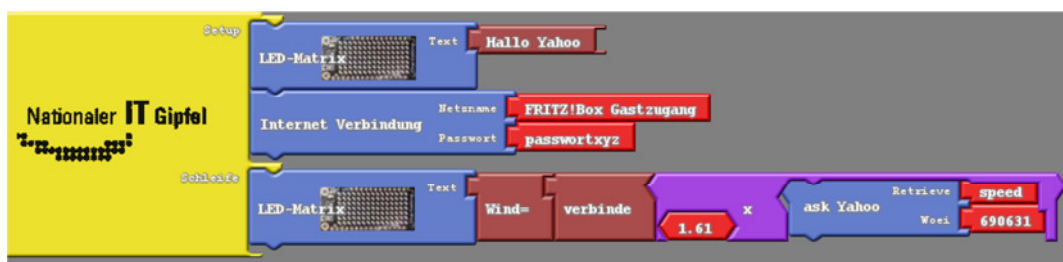 Setup
LED-Matrix Text Hallo Yahoo
Nationaler IT Gipfel
Internet Verbindung Netzname FRITZ!Box Gastzugang
Passwort passwortxyz
Schleife
LED-Matrix Text Wind= verbinde 1.61 x ask Yahoo Retrieve speed
Woei 690631